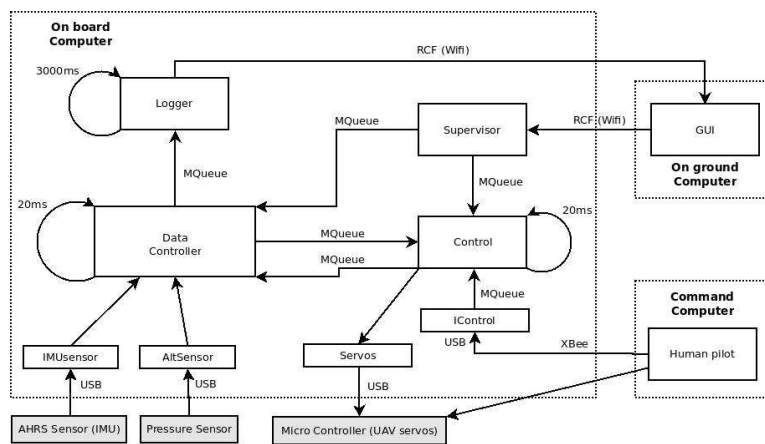 On board
Computer
RCF (Wifi)
3000ms
Logger
MQueue
Supervisor
RCF (Wifi)
GUI
On ground
Computer
MQueue
MQueue
20ms
Data
Controller
MQueue
MQueue
Control
20ms
MQueue
Command
Computer
IControl
IMUsensor
AltSensor
Servos
USB
XBee
Human pilot
USB
USB
USB
AHRS Sensor (IMU)
Pressure Sensor
Micro Controller (UAV servos)